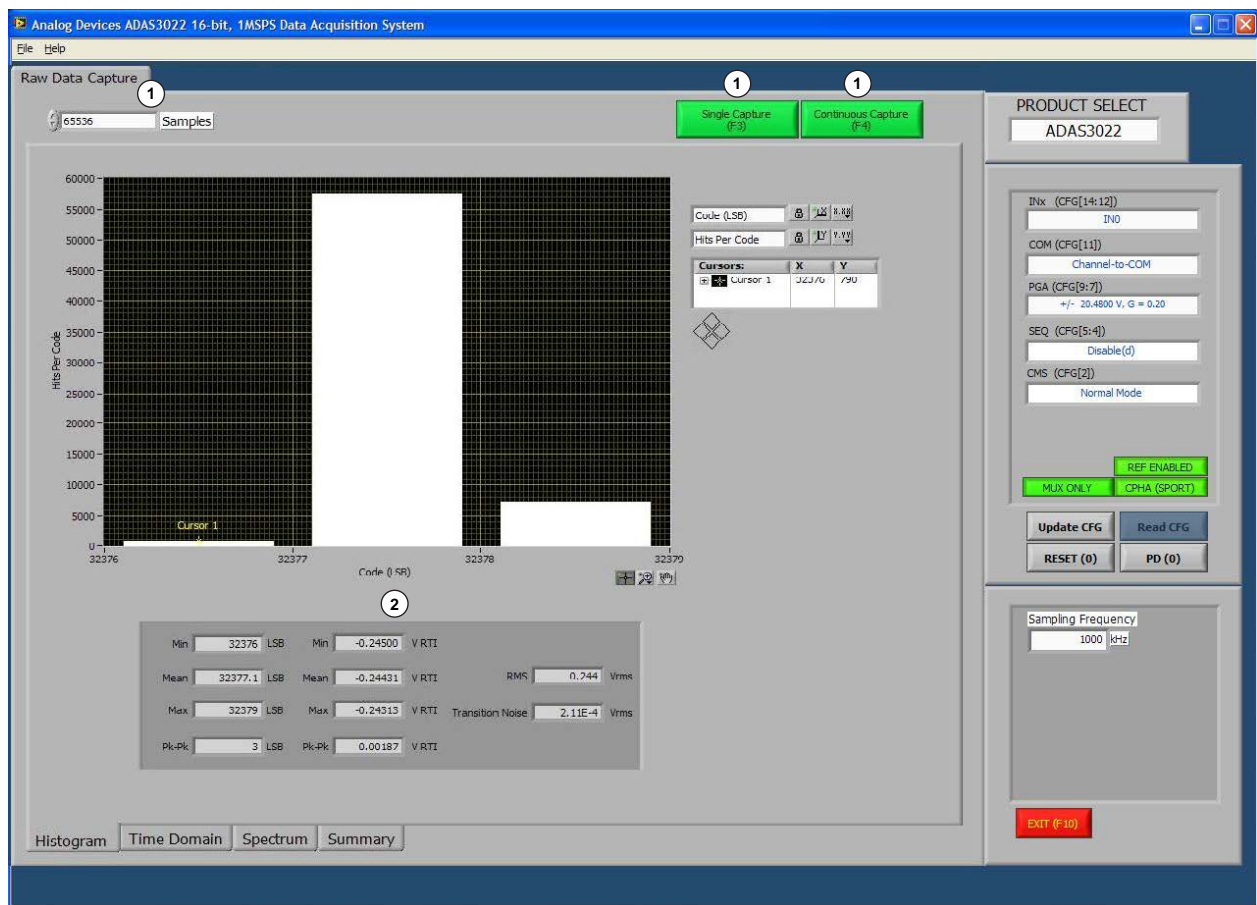 Analog Devices ADAS3022 16-bit, 1MSPS Data Acquisition System
File Help
Raw Data Capture
1
65536 Samples
1
Single Capture
(F3)
1
Continuous Capture
(F4)
60000
55000
50000
45000
40000
35000
30000
25000
20000
15000
10000
5000
0
Hits Per Code
Cursor 1
32376 32377 32378 32379
Code (LSB)
Code (LSB)
Hits Per Code
Cursors: X Y
Cursor 1 32376 790
2
Min 32376 LSB Min -0.24500 V RTI
Mean 32377.1 LSB Mean -0.24431 V RTI RMS 0.244 Vrms
Max 32379 LSB Max -0.24313 V RTI Transition Noise 2.11E-4 Vrms
Pk-Pk 3 LSB Pk-Pk 0.00187 V RTI
Histogram Time Domain Spectrum Summary
PRODUCT SELECT
ADAS3022
INx (CFG[14:12])
IN0
COM (CFG[11])
Channel-to-COM
PGA (CFG[9:7])
+/- 20.4800 V, G = 0.20
SEQ (CFG[5:4])
Disable(d)
CMS (CFG[2])
Normal Mode
REF ENABLED
MUX ONLY CPHA (SPORT)
Update CFG Read CFG
RESET (0) PD (0)
Sampling Frequency
1000 kHz
EXIT (F10)